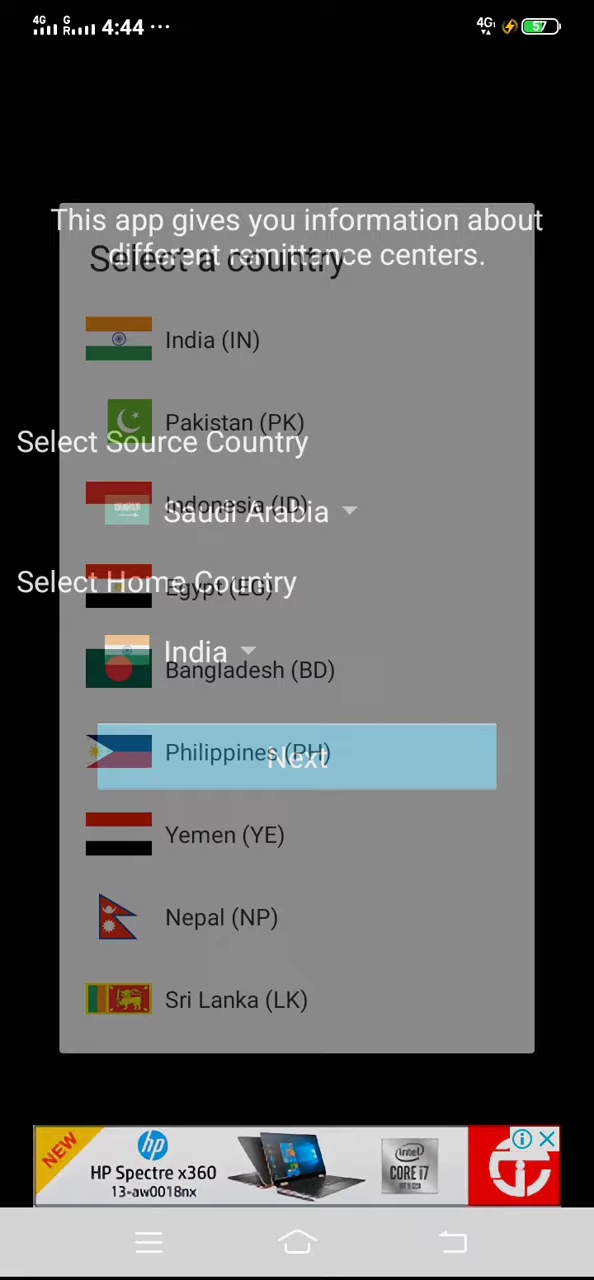 4G G R 4:44 ... 4G 57
This app gives you information about
different remittance centers.
Select a country
India (IN)
Pakistan (PK)
Select Source Country
Indonesia (ID)
Saudi Arabia
Select Home Country
Egypt (EG)
India
Bangladesh (BD)
Philippines (PH)
Next
Yemen (YE)
Nepal (NP)
Sri Lanka (LK)
NEW
hp
HP Spectre x360
13-aw0018nx
intel
CORE i7